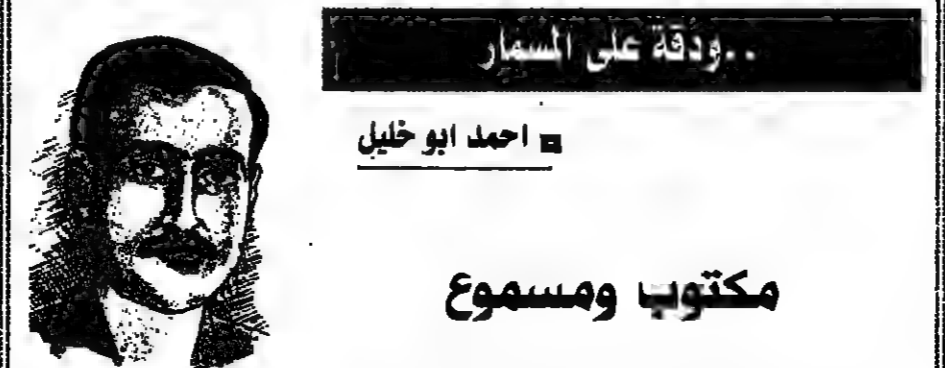 ..ودقة على المسمار
احمد ابو خليل
مكتوب ومسموع